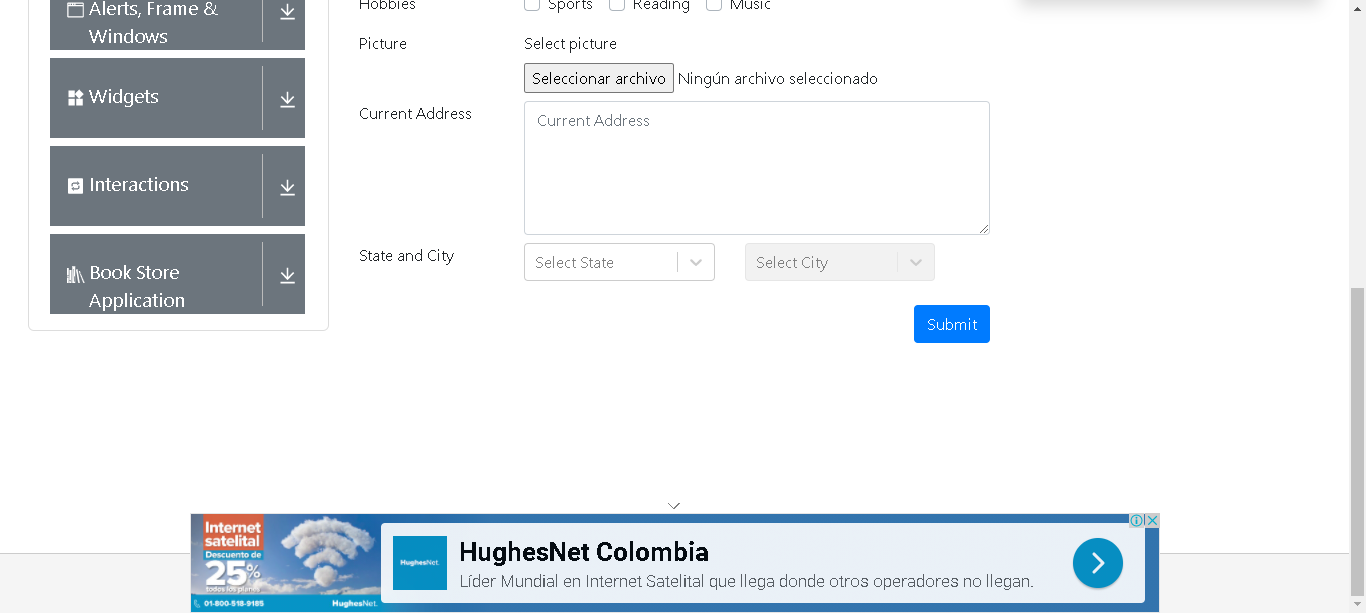 Alerts, Frame &
Windows
Widgets
Interactions
Book Store
Application
Hobbies
Sports Reading Music
Picture
Select picture
Seleccionar archivo Ningún archivo seleccionado
Current Address
Current Address
State and City
Select State
Select City
Submit
Internet
satelital
Descuento de
25%
todos los planes
01-800-518-9185
HughesNet.
HughesNet.
HughesNet Colombia
Líder Mundial en Internet Satelital que llega donde otros operadores no llegan.